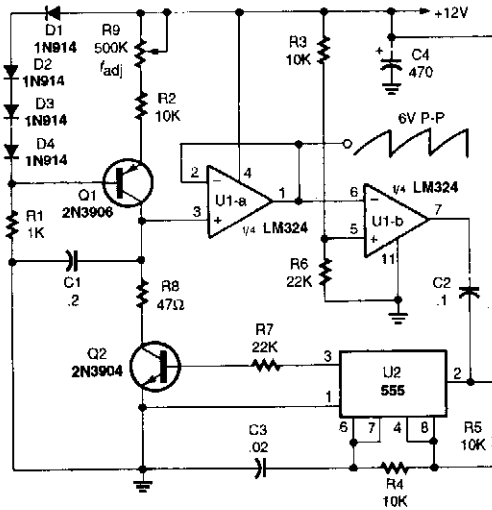 +12V
D1
1N914
R9
500K
fadj
R3
10K
C4
470
+
D2
1N914
D3
1N914
D4
1N914
R2
10K
6V P-P
Q1
2N3906
2
−
4
U1-a
1
3
+
1/4 LM324
6
−
1/4 LM324
U1-b
7
5
+
11
R1
1K
C1
.2
R8
47Ω
R6
22K
C2
.1
Q2
2N3904
R7
22K
3
U2
555
2
1
6
7
4
8
R5
10K
C3
.02
R4
10K